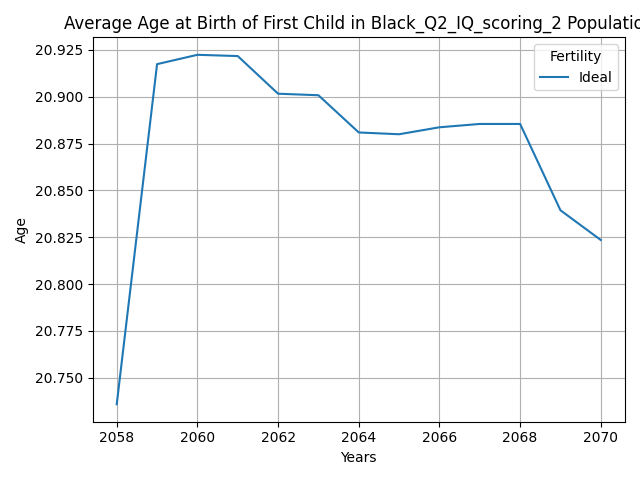 Average Age at Birth of First Child in Black_Q2_IQ_scoring_2 Populatio
Fertility
Ideal
20.925
20.900
20.875
20.850
20.825
20.800
20.775
20.750
Age
2058 2060 2062 2064 2066 2068 2070
Years